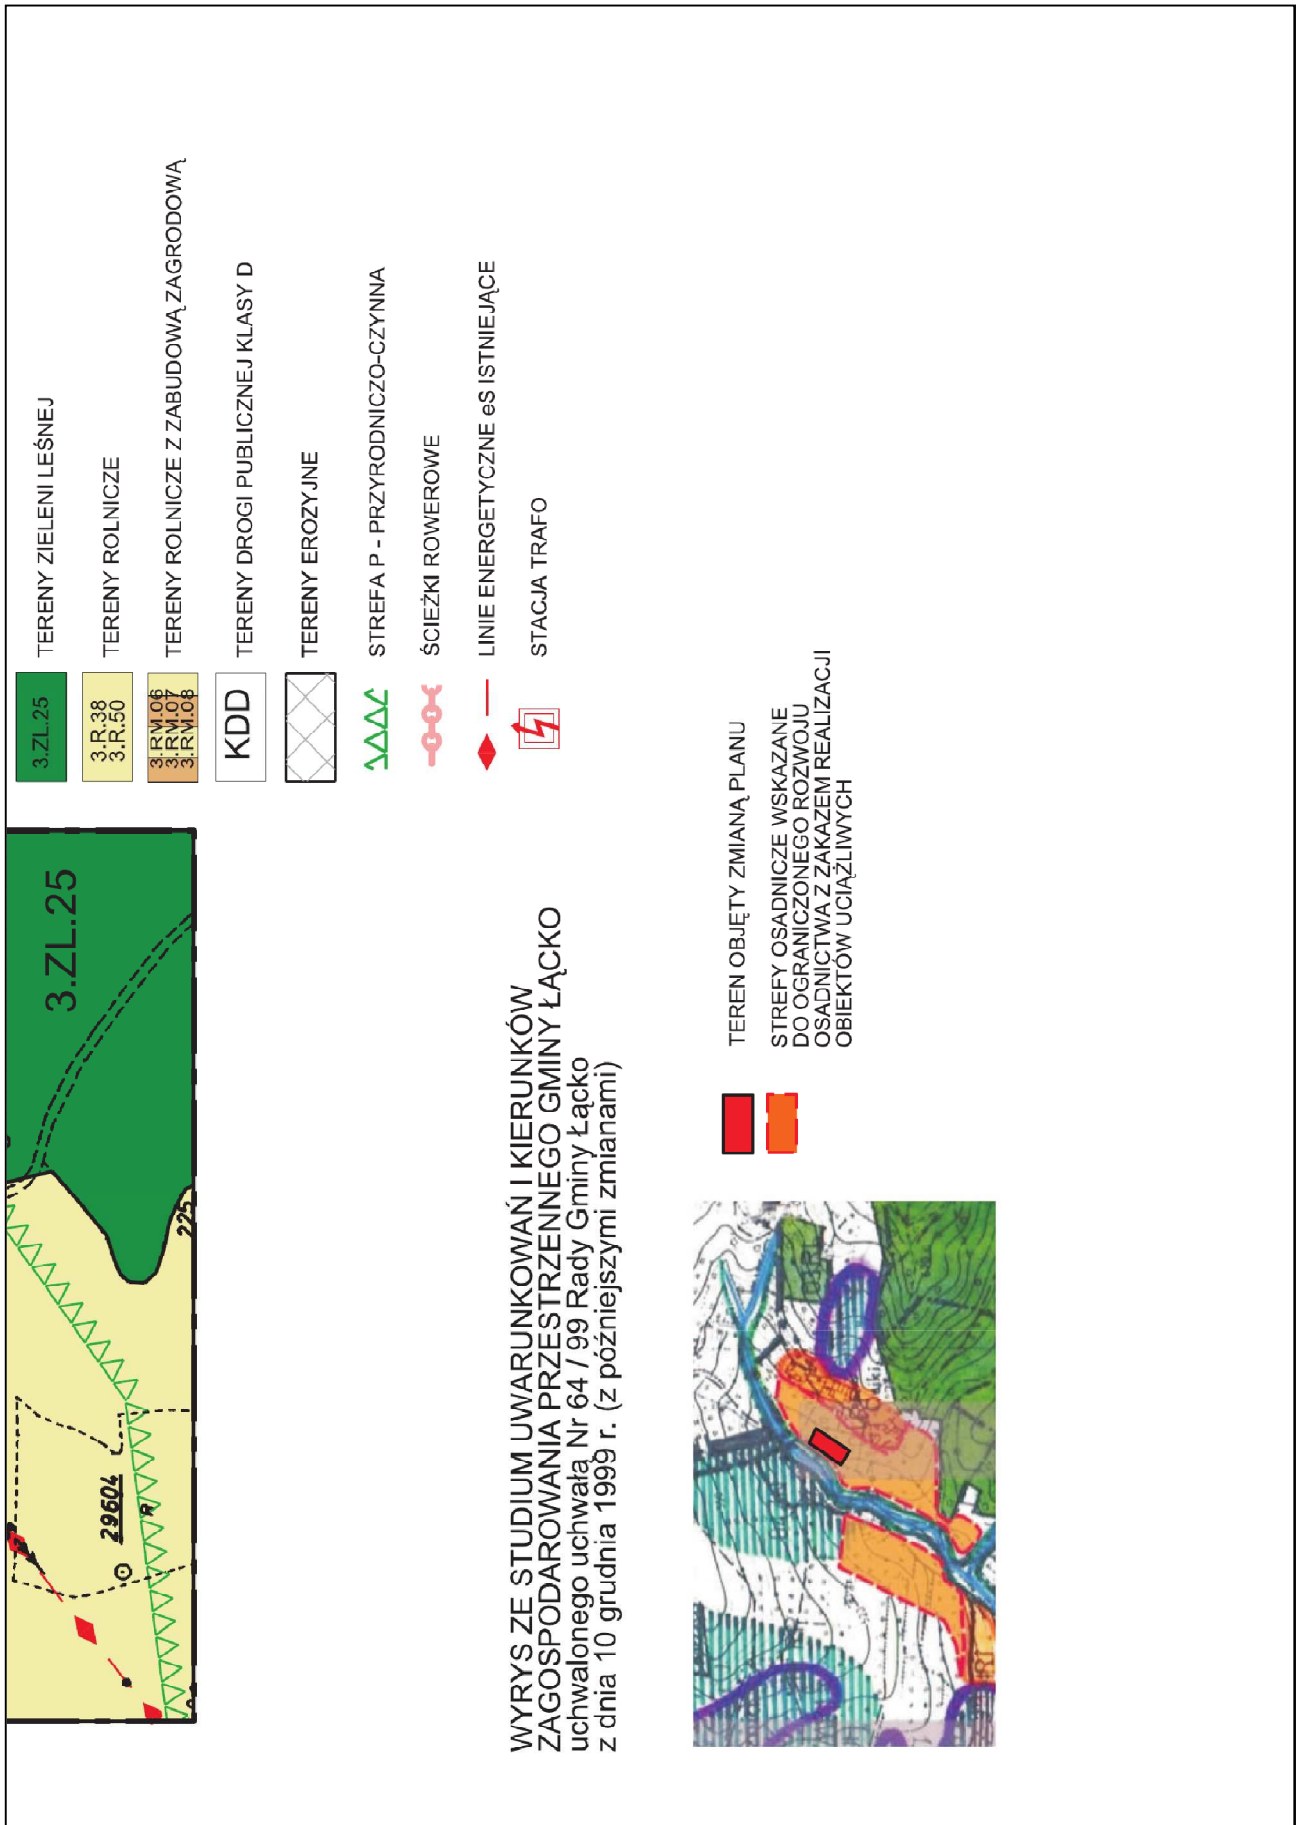 3.ZL.25
225
29604
R
3.ZL.25
TERENY ZIELENI LEŚNEJ
3.R.38
3.R.50
TERENY ROLNICZE
3.RM.06
3.RM.07
3.RM.08
TERENY ROLNICZE Z ZABUDOWĄ ZAGRODOWĄ
KDD
TERENY DROGI PUBLICZNEJ KLASY D
TERENY EROZYJNE
STREFA P - PRZYRODNICZO-CZYNNA
ŚCIEŻKI ROWEROWE
LINIE ENERGETYCZNE eS ISTNIEJĄCE
STACJA TRAFO
WYRYS ZE STUDIUM UWARUNKOWAŃ I KIERUNKÓW
ZAGOSPODAROWANIA PRZESTRZENNEGO GMINY ŁĄCKO
uchwalonego uchwałą Nr 64 / 99 Rady Gminy Łącko
z dnia 10 grudnia 1999 r. (z późniejszymi zmianami)
TEREN OBJĘTY ZMIANĄ PLANU
STREFY OSADNICZE WSKAZANE
DO OGRANICZONEGO ROZWOJU
OSADNICTWA Z ZAKAZEM REALIZACJI
OBIEKTÓW UCIĄŻLIWYCH